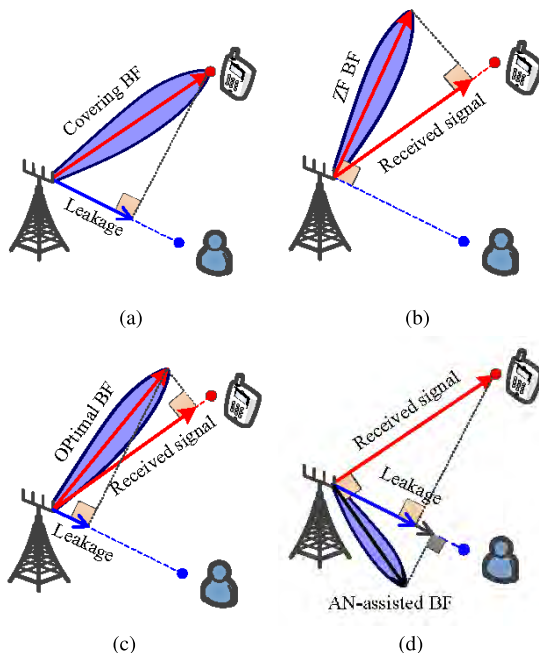 Covering BF
Leakage
(a)
ZF BF
Received signal
(b)
OPtimal BF
Received signal
Leakage
(c)
Received signal
Leakage
AN-assisted BF
(d)